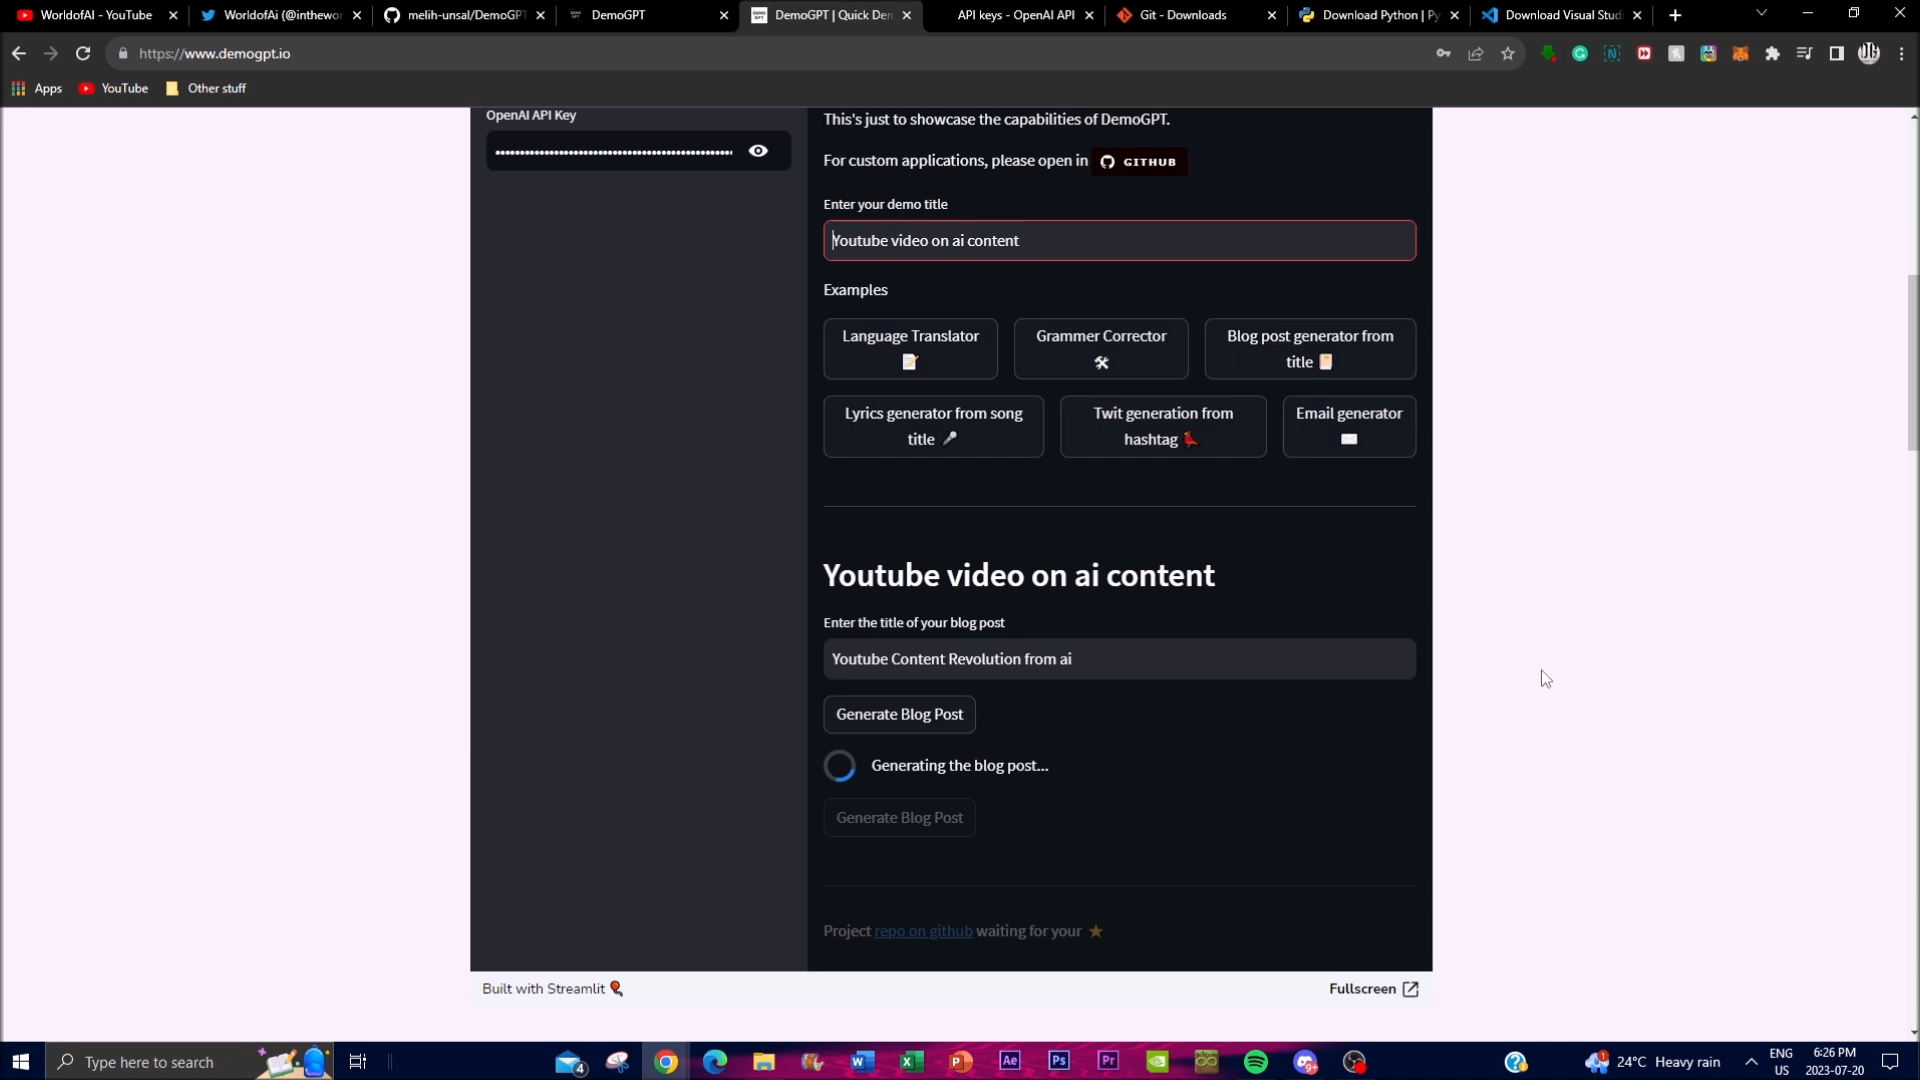 WorldofAI - YouTube
WorldofAi (@inthewor
melih-unsal/DemoGPT
DemoGPT
DemoGPT | Quick Den
API keys - OpenAI API
Git - Downloads
Download Python | Py
Download Visual Stud
https://www.demogpt.io
Apps
YouTube
Other stuff
OpenAI API Key
This's just to showcase the capabilities of DemoGPT.
For custom applications, please open in GITHUB
Enter your demo title
Youtube video on ai content
Examples
Language Translator
Grammer Corrector
Blog post generator from
title
Lyrics generator from song
title
Twit generation from
hashtag
Email generator
Youtube video on ai content
Enter the title of your blog post
Youtube Content Revolution from ai
Generate Blog Post
Generating the blog post...
Generate Blog Post
Project repo on github waiting for your
Built with Streamlit
Fullscreen
Type here to search
4
9+
1
24°C Heavy rain
ENG
US
6:26 PM
2023-07-20